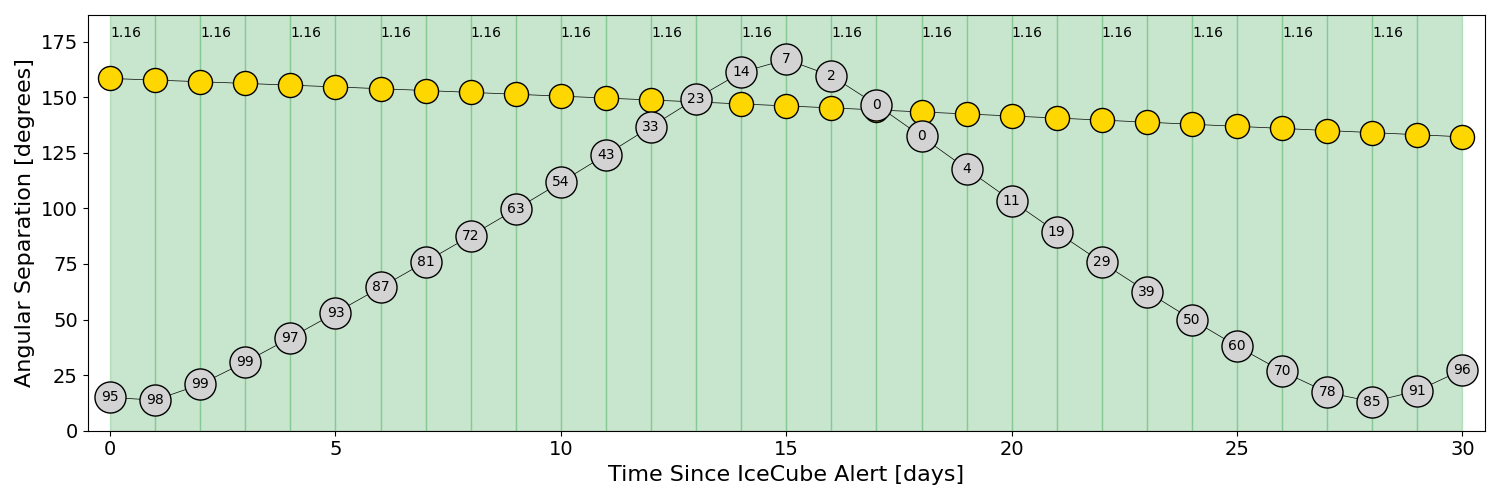 1.16 1.16 1.16 1.16 1.16 1.16 1.16 1.16 1.16 1.16 1.16 1.16 1.16 1.16 1.16
Angular Separation [degrees]
175
150
125
100
75
50
25
0
95 98 99 99 97 93 87 81 72 63 54 43 33 23 14 7 2 0 0 4 11 19 29 39 50 60 70 78 85 91 96
0 5 10 15 20 25 30
Time Since IceCube Alert [days]